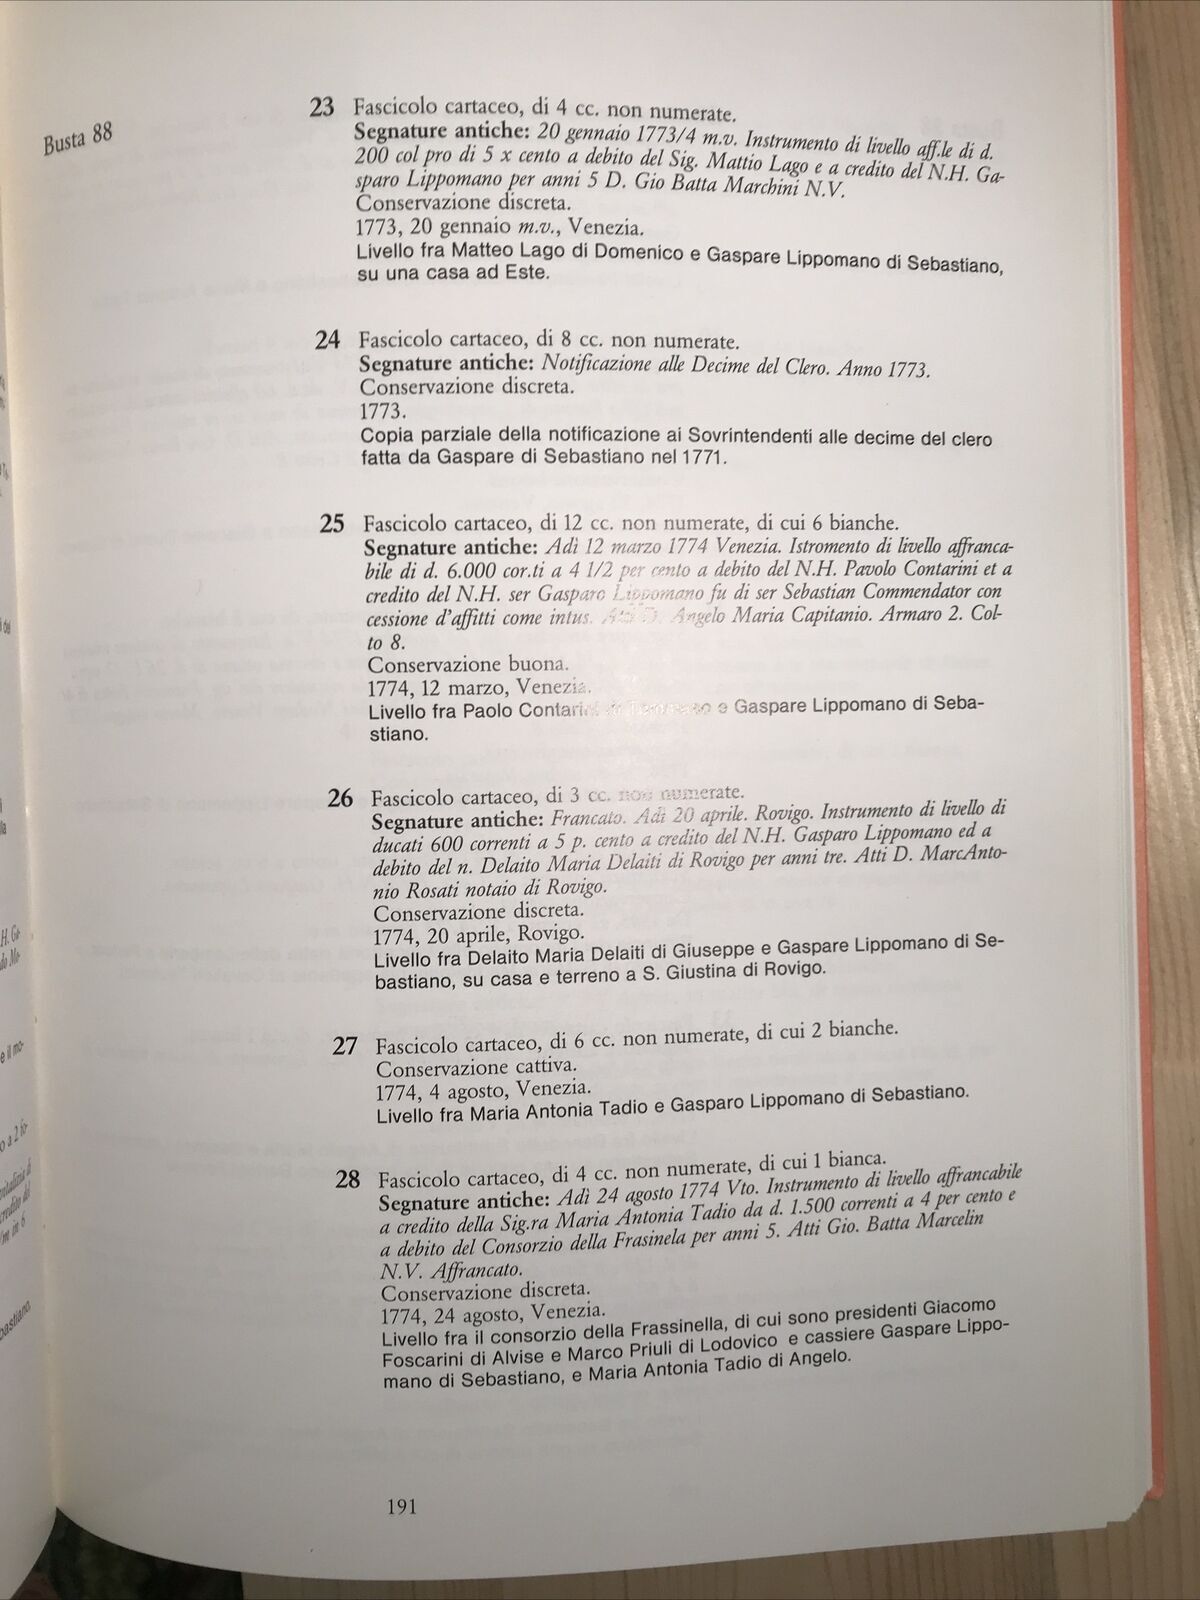 Busta 88
23 Fascicolo cartaceo, di 4 cc. non numerate.
Segnature antiche: 20 gennaio 1773/4 m.v. Instrumento di livello aff.le di d.
200 col pro di 5 x cento a debito del Sig. Mattio Lago e a credito del N.H. Ga-
sparo Lippomano per anni 5 D. Gio Batta Marchini N.V.
Conservazione discreta.
1773, 20 gennaio m.v., Venezia.
Livello fra Matteo Lago di Domenico e Gaspare Lippomano di Sebastiano,
su una casa ad Este.
24 Fascicolo cartaceo, di 8 cc. non numerate.
Segnature antiche: Notificazione alle Decime del Clero. Anno 1773.
Conservazione discreta.
1773.
Copia parziale della notificazione ai Sovrintendenti alle decime del clero
fatta da Gaspare di Sebastiano nel 1771.
25 Fascicolo cartaceo, di 12 cc. non numerate, di cui 6 bianche.
Segnature antiche: Adì 12 marzo 1774 Venezia. Istromento di livello affranca-
bile di d. 6.000 cor.ti a 4 1/2 per cento a debito del N.H. Pavolo Contarini et a
credito del N.H. ser Gasparo Lippomano fu di ser Sebastian Commendator con
cessione d'affitti come intus. Atti D. Angelo Maria Capitanio. Armaro 2. Col-
to 8.
Conservazione buona.
1774, 12 marzo, Venezia.
Livello fra Paolo Contarini di e Gaspare Lippomano di Seba-
stiano.
26 Fascicolo cartaceo, di 3 cc. non numerate.
Segnature antiche: Francato. Adì 20 aprile. Rovigo. Instrumento di livello di
ducati 600 correnti a 5 p. cento a credito del N.H. Gasparo Lippomano ed a
debito del n. Delaito Maria Delaiti di Rovigo per anni tre. Atti D. MarcAnto-
nio Rosati notaio di Rovigo.
Conservazione discreta.
1774, 20 aprile, Rovigo.
Livello fra Delaito Maria Delaiti di Giuseppe e Gaspare Lippomano di Se-
bastiano, su casa e terreno a S. Giustina di Rovigo.
27 Fascicolo cartaceo, di 6 cc. non numerate, di cui 2 bianche.
Conservazione cattiva.
1774, 4 agosto, Venezia.
Livello fra Maria Antonia Tadio e Gasparo Lippomano di Sebastiano.
28 Fascicolo cartaceo, di 4 cc. non numerate, di cui 1 bianca.
Segnature antiche: Adì 24 agosto 1774 Vto. Instrumento di livello affrancabile
a credito della Sig.ra Maria Antonia Tadio da d. 1.500 correnti a 4 per cento e
a debito del Consorzio della Frasinela per anni 5. Atti Gio. Batta Marcelin
N.V. Affrancato.
Conservazione discreta.
1774, 24 agosto, Venezia.
Livello fra il consorzio della Frassinella, di cui sono presidenti Giacomo
Foscarini di Alvise e Marco Priuli di Lodovico e cassiere Gaspare Lippo-
mano di Sebastiano, e Maria Antonia Tadio di Angelo.
191